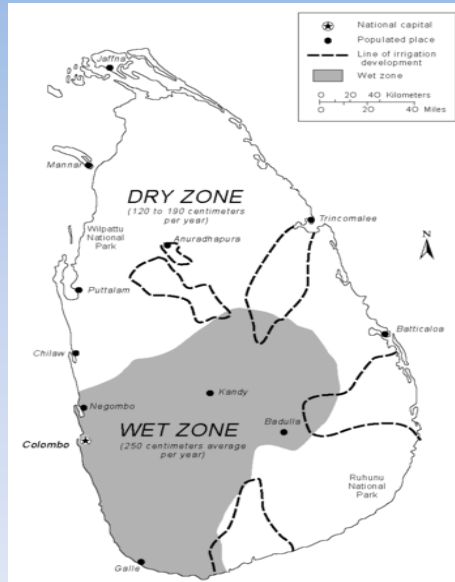 National capital
Populated place
Line of irrigation
development
Wet zone
0 20 40 Kilometers
0 20 40 Miles
Jaffna
Mannar
DRY ZONE
(120 to 190 centimeters
per year)
Wilpattu
National
Park
Anuradhapura
Trincomalee
N
Puttalam
Batticaloa
Chilaw
Kandy
Negombo
WET ZONE
(250 centimeters average
per year)
Badulla
Colombo
Ruhunu
National
Park
Galle